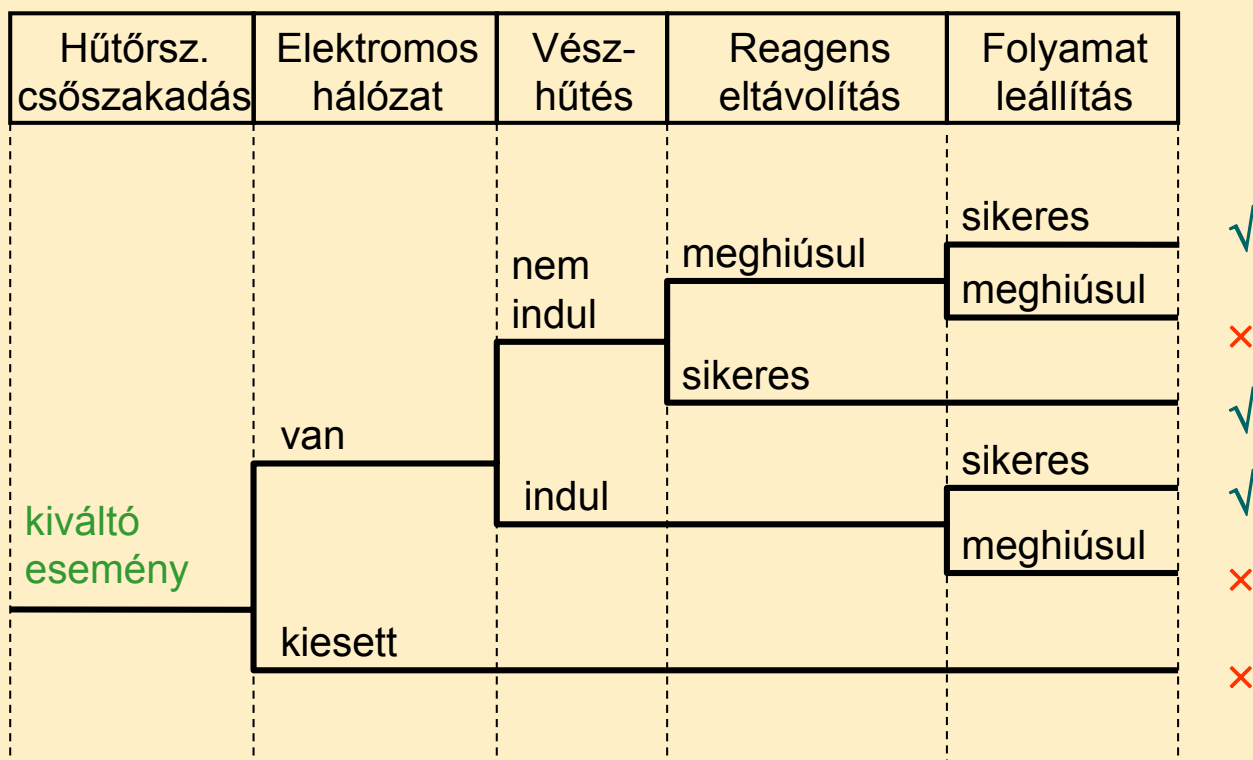 Hűtőrsz.
csőszakadás
Elektromos
hálózat
Vész-
hűtés
Reagens
eltávolítás
Folyamat
leállítás
sikeres
√
meghiúsul
nem
indul
meghiúsul
×
sikeres
√
van
sikeres
√
indul
kiváltó
esemény
meghiúsul
×
kiesett
×